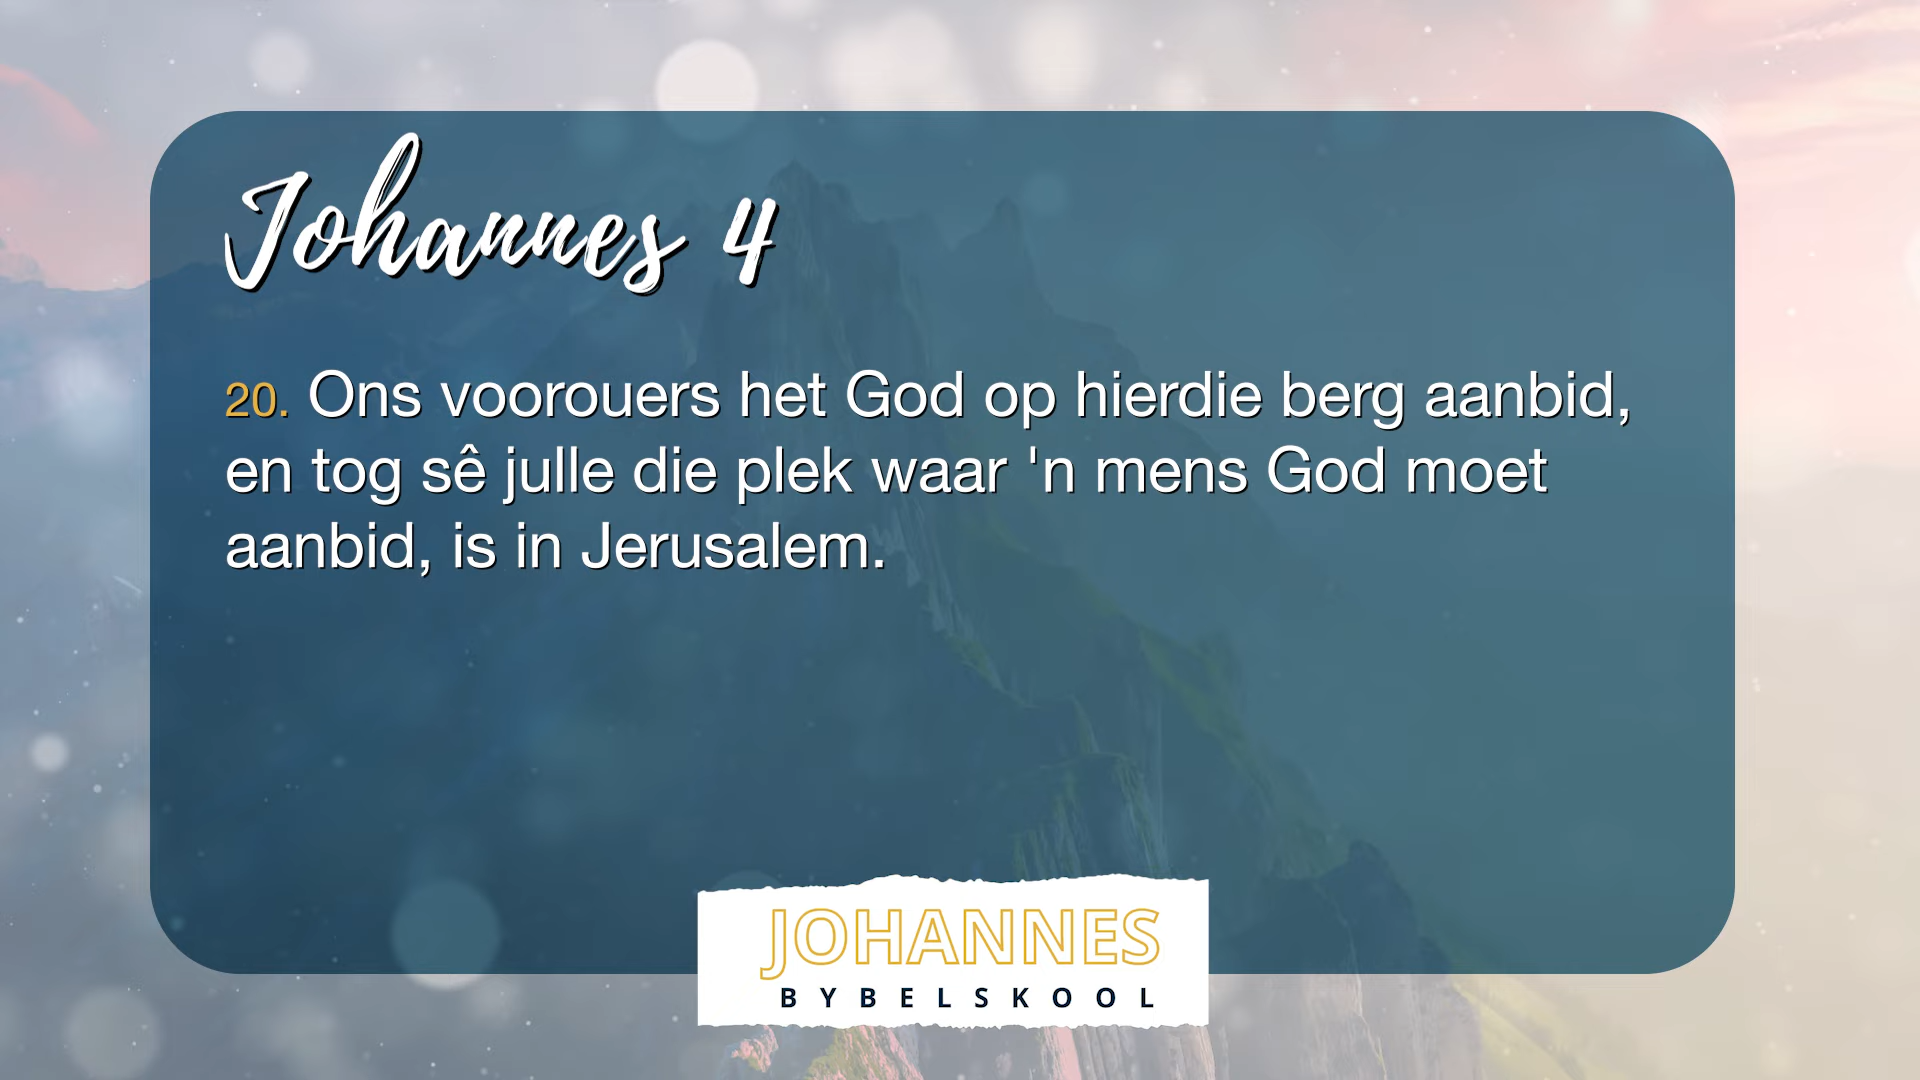 Johannes 4
20. Ons voorouers het God op hierdie berg aanbid,
en tog sê julle die plek waar 'n mens God moet
aanbid, is in Jerusalem.
JOHANNES
BYBELSKOOL